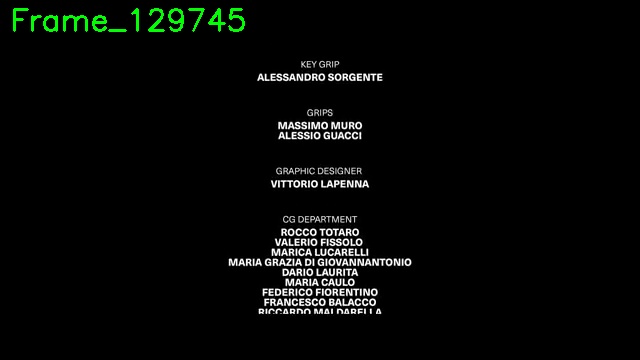 Frame_129745
KEY GRIP
ALESSANDRO SORGENTE
GRIPS
MASSIMO MURO
ALESSIO GUACCI
GRAPHIC DESIGNER
VITTORIO LAPENNA
CG DEPARTMENT
ROCCO TOTARO
VALERIO FISSOLO
MARICA LUCARELLI
MARIA GRAZIA DI GIOVANNANTONIO
DARIO LAURITA
MARIA CAULO
FEDERICO FIORENTINO
FRANCESCO BALACCO
RICCARDO MALDARELLA